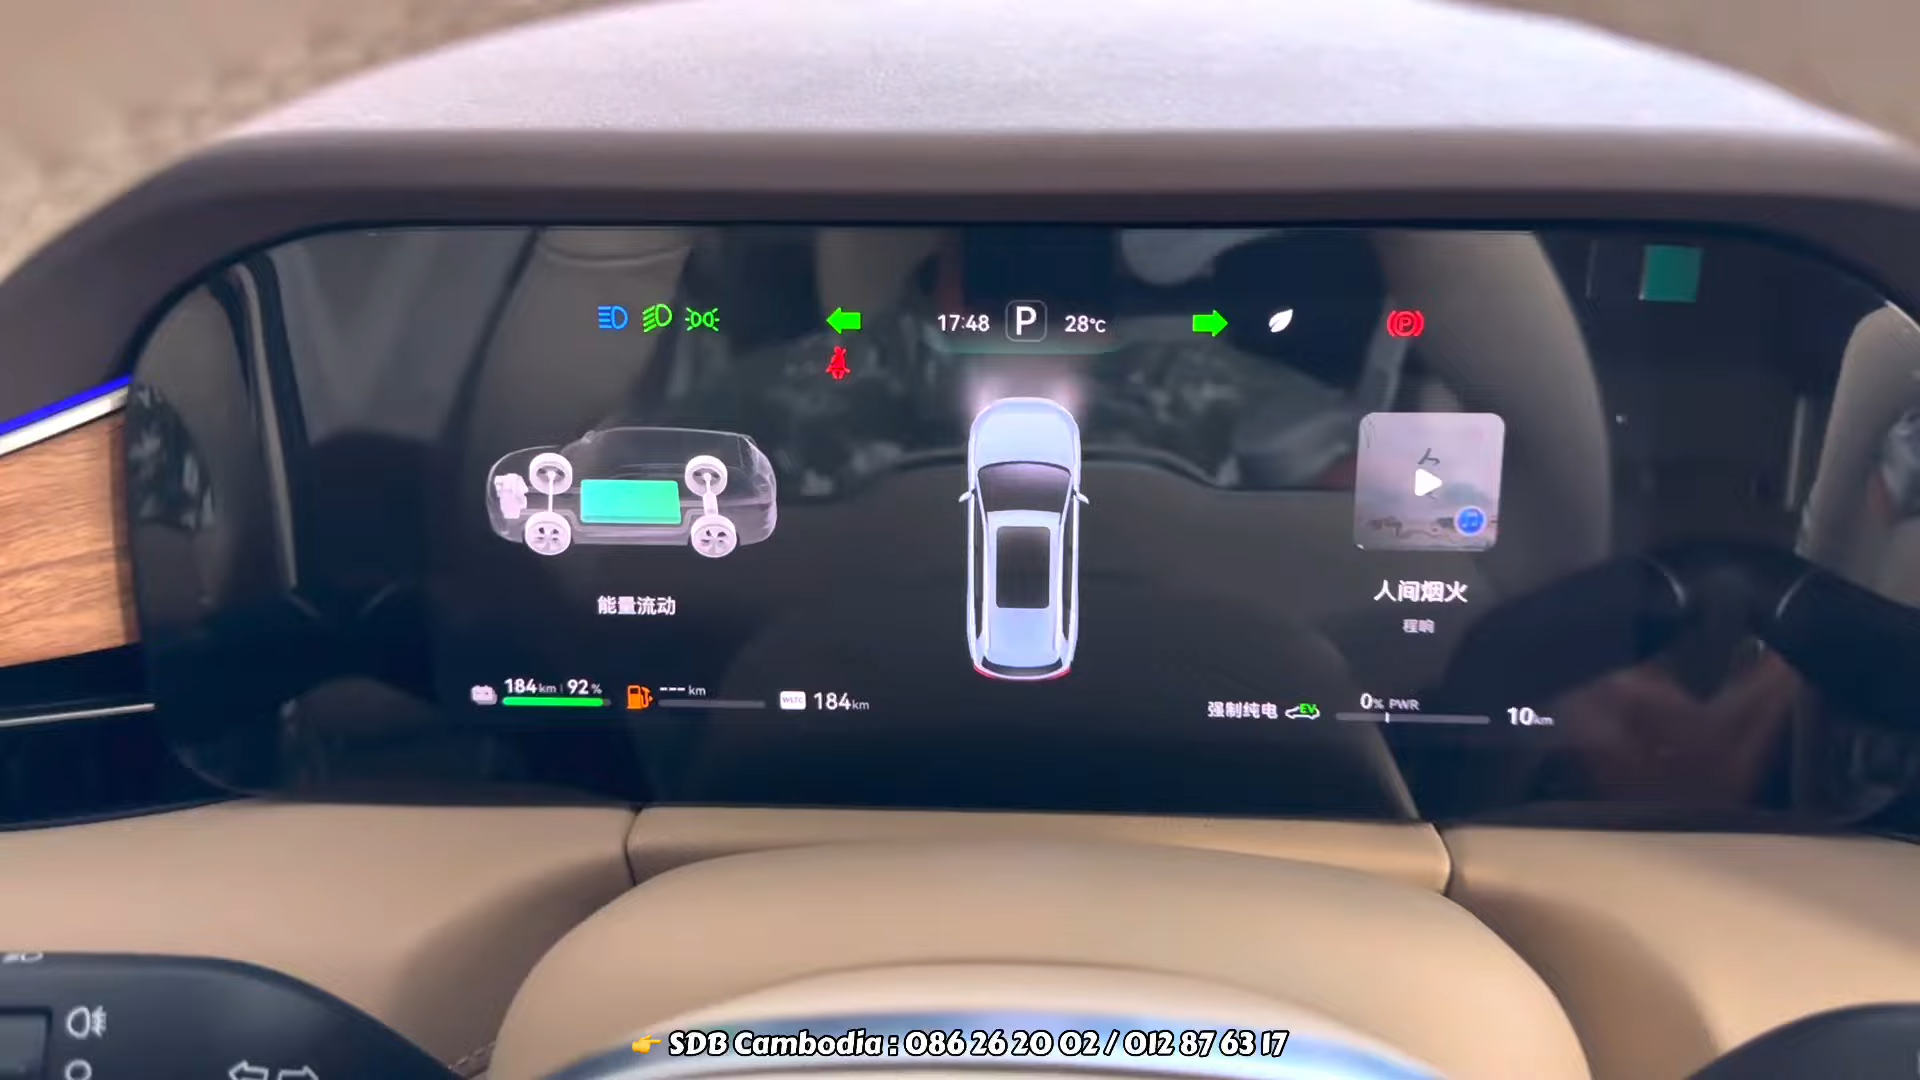 17:48 P 28℃
P
能量流动
人间烟火
程响
184km 92%
---km
WLTC 184km
强制纯电 EV
0% PWR
10km
👉 SDB Cambodia : 086 26 20 02 / 012 87 63 17